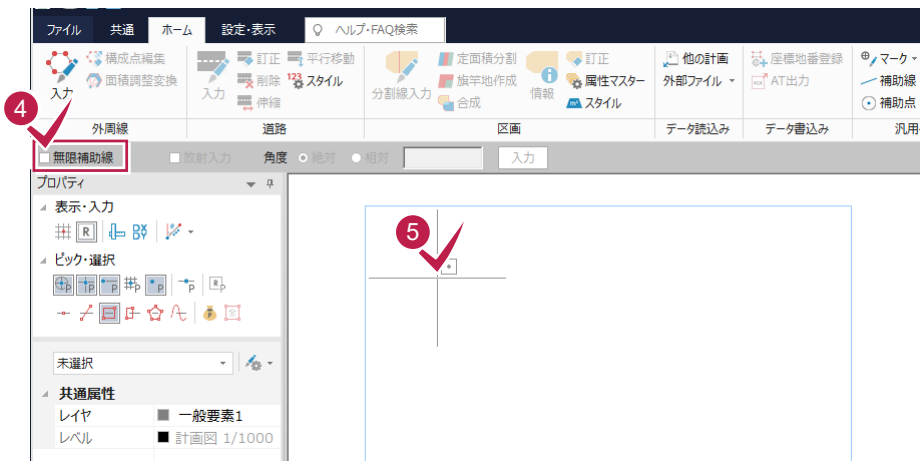 ファイル 共通 ホーム 設定・表示 ヘルプ・FAQ検索
入力 構成点編集 面積調整変換
外周線
入力 訂正 削除 伸縮 平行移動 123 スタイル
道路
分割線入力 定面積分割 旗竿地作成 合成 情報 訂正 属性マスター スタイル
区画
他の計画 外部ファイル
データ読込み
座標地番登録 AT出力
データ書込み
マーク 補助線 補助点
汎用
4
無限補助線 放射入力 角度 絶対 相対 入力
プロパティ
表示・入力
R
ピック・選択
P P P P P P R P
未選択
共通属性
レイヤ 一般要素1
レベル 計画図 1/1000
5